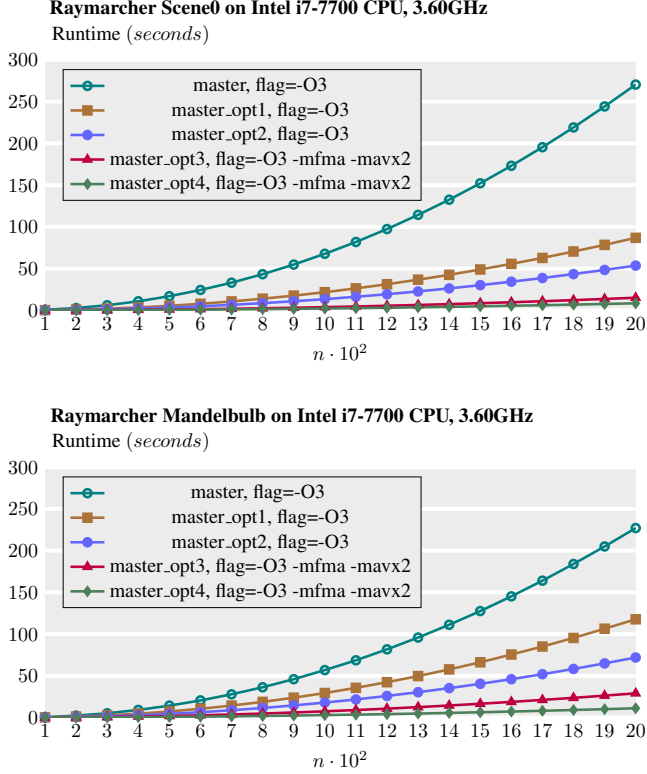 Raymarcher Scene0 on Intel i7-7700 CPU, 3.60GHz
Runtime (seconds)
300
250
200
150
100
50
0
master, flag=-O3
master_opt1, flag=-O3
master_opt2, flag=-O3
master_opt3, flag=-O3 -mfma -mavx2
master_opt4, flag=-O3 -mfma -mavx2
1 2 3 4 5 6 7 8 9 10 11 12 13 14 15 16 17 18 19 20
n · 10²
Raymarcher Mandelbulb on Intel i7-7700 CPU, 3.60GHz
Runtime (seconds)
300
250
200
150
100
50
0
master, flag=-O3
master_opt1, flag=-O3
master_opt2, flag=-O3
master_opt3, flag=-O3 -mfma -mavx2
master_opt4, flag=-O3 -mfma -mavx2
1 2 3 4 5 6 7 8 9 10 11 12 13 14 15 16 17 18 19 20
n · 10²